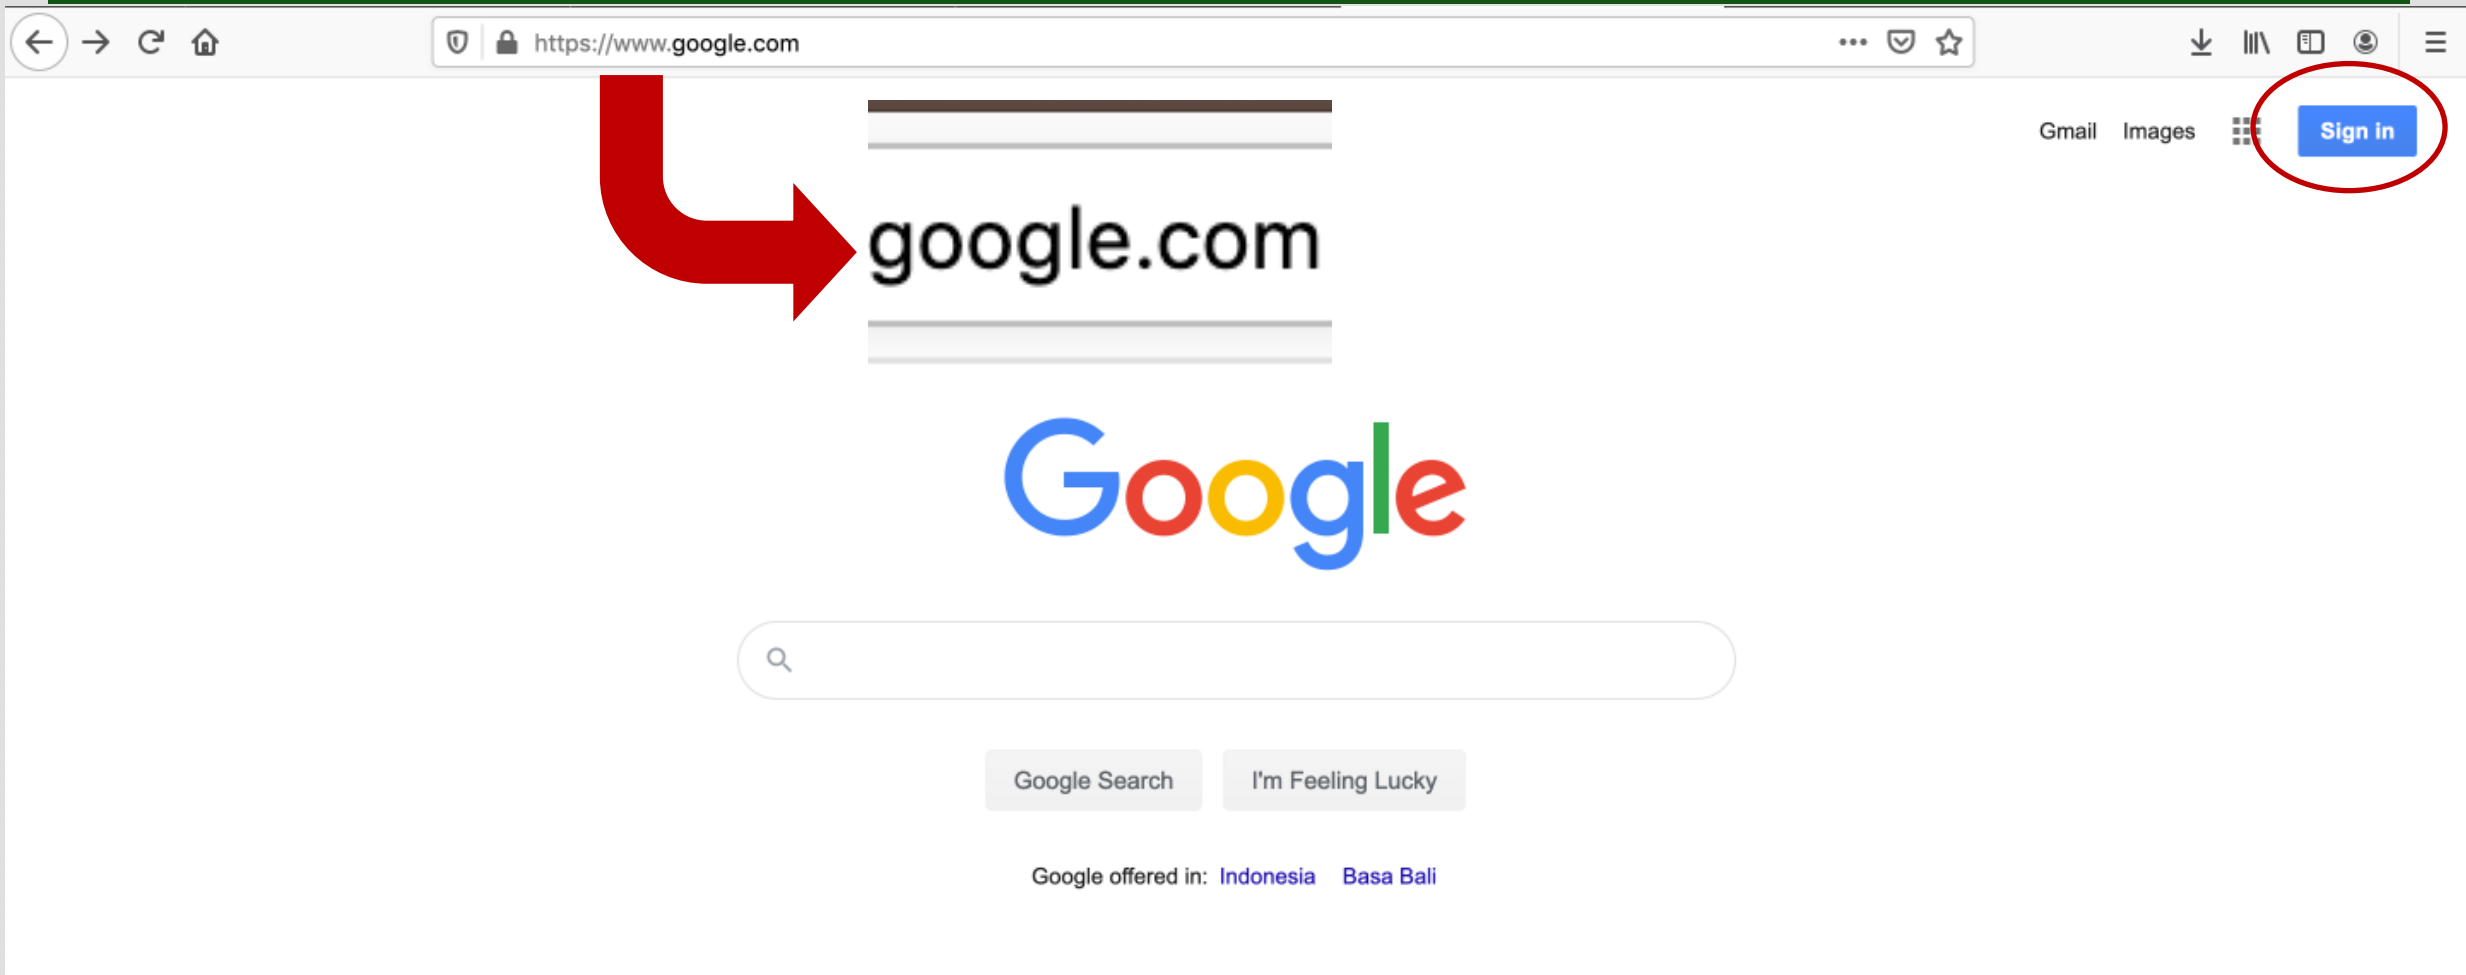 https://www.google.com
Gmail Images Sign in
google.com
Google
Google Search I'm Feeling Lucky
Google offered in: Indonesia Basa Bali